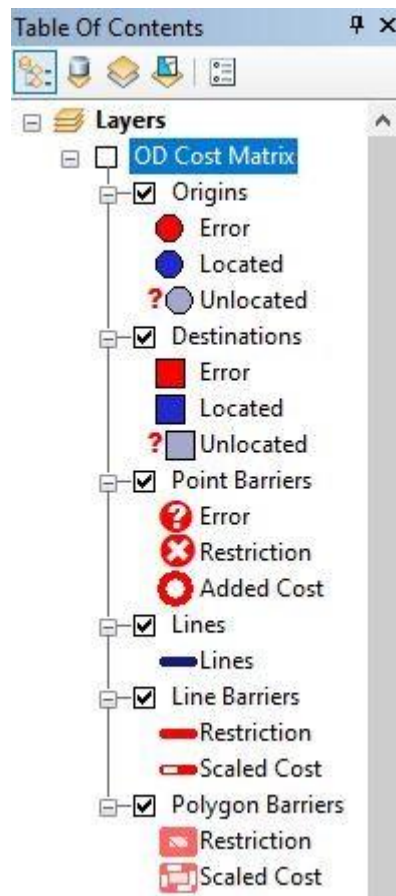 Table Of Contents
Layers
OD Cost Matrix
Origins
Error
Located
?Unlocated
Destinations
Error
Located
?Unlocated
Point Barriers
?Error
Restriction
Added Cost
Lines
Lines
Line Barriers
Restriction
Scaled Cost
Polygon Barriers
Restriction
Scaled Cost